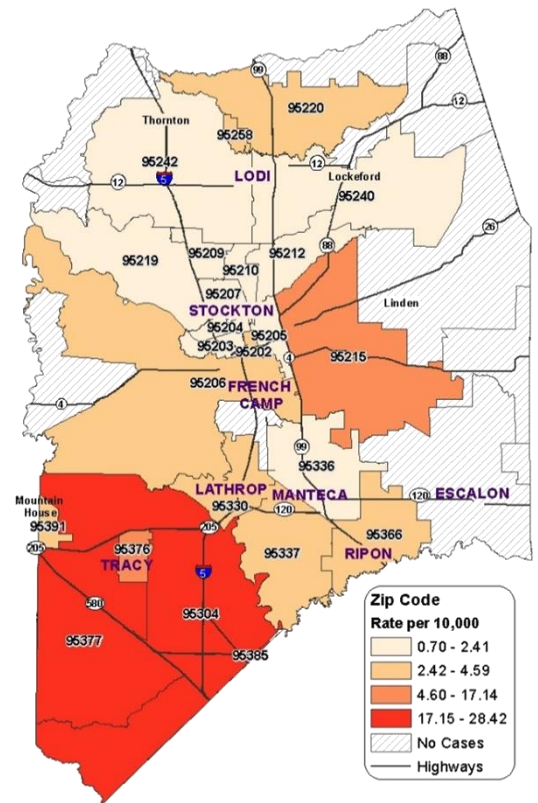 99
88
95220
12
Thornton
95258
95242
12
5
12
LODI
Lockeford
95240
26
95219
95209
95212
88
95210
95207
Linden
STOCKTON
95204
95205
95203
95202
4
95215
95206
FRENCH
CAMP
4
99
95336
LATHROP
MANTECA
120
ESCALON
Mountain
House
95330
120
95391
205
95366
205
95376
95337
RIPON
TRACY
5
580
95304
95377
95385
Zip Code
Rate per 10,000
0.70 - 2.41
2.42 - 4.59
4.60 - 17.14
17.15 - 28.42
No Cases
Highways